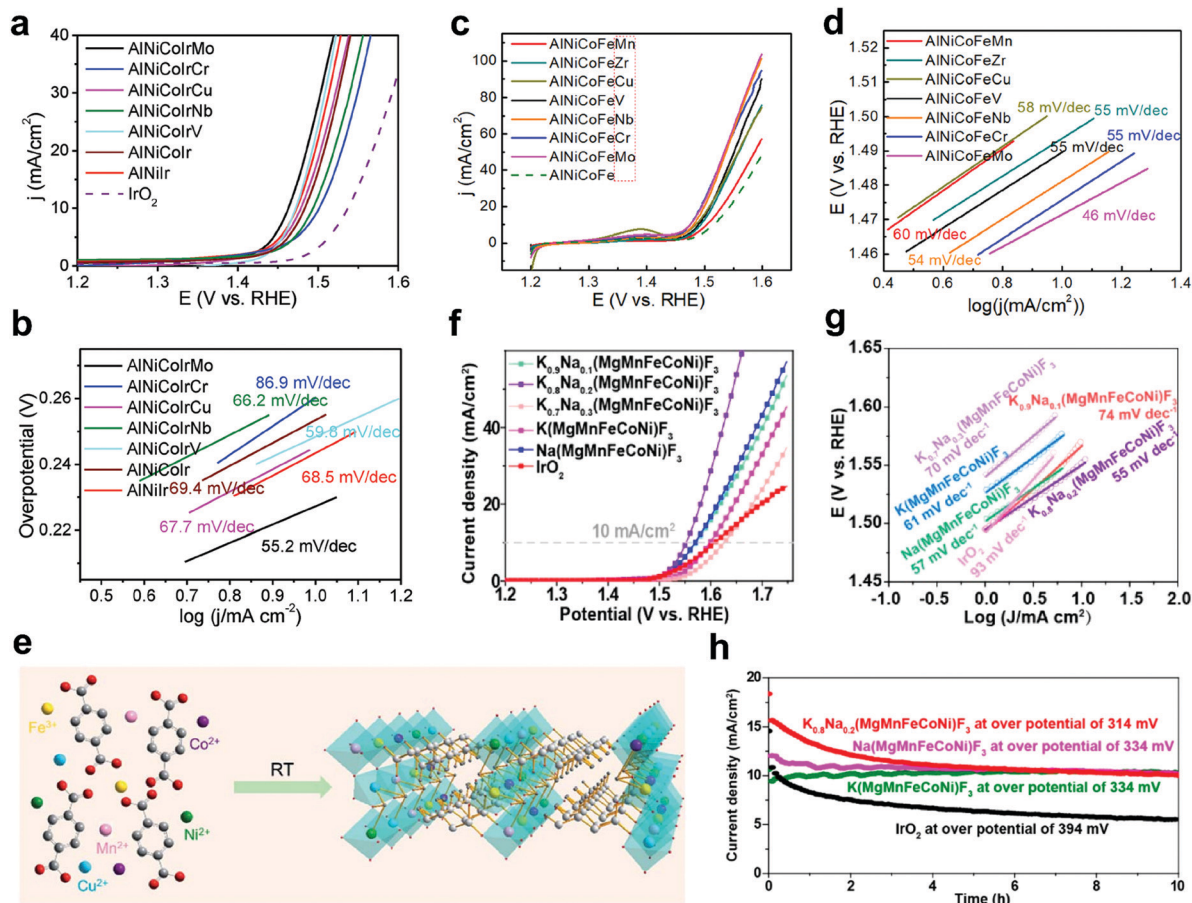 a
j (mA/cm²)
40
30
20
10
0
AlNiCoIrMo
AlNiCoIrCr
AlNiCoIrCu
AlNiCoIrNb
AlNiCoIrV
AlNiCoIr
AlNiIr
IrO₂
1.2 1.3 1.4 1.5 1.6
E (V vs. RHE)
c
j (mA/cm²)
120
100
80
60
40
20
0
AlNiCoFeMn
AlNiCoFeZr
AlNiCoFeCu
AlNiCoFeV
AlNiCoFeNb
AlNiCoFeCr
AlNiCoFeMo
AlNiCoFe
1.2 1.3 1.4 1.5 1.6
E (V vs. RHE)
d
E (V vs. RHE)
1.52
1.51
1.50
1.49
1.48
1.47
1.46
AlNiCoFeMn
AlNiCoFeZr
AlNiCoFeCu
AlNiCoFeV
AlNiCoFeNb
AlNiCoFeCr
AlNiCoFeMo
58 mV/dec
55 mV/dec
55 mV/dec
55 mV/dec
46 mV/dec
60 mV/dec
54 mV/dec
0.4 0.6 0.8 1.0 1.2 1.4
log(j(mA/cm²))
b
Overpotential (V)
0.26
0.24
0.22
AlNiCoIrMo
AlNiCoIrCr
AlNiCoIrCu
AlNiCoIrNb
AlNiCoIrV
AlNiCoIr
AlNiIr
86.9 mV/dec
66.2 mV/dec
59.8 mV/dec
68.5 mV/dec
69.4 mV/dec
67.7 mV/dec
55.2 mV/dec
0.5 0.6 0.7 0.8 0.9 1.0 1.1 1.2
log (j/mA cm⁻²)
f
Current density (mA/cm²)
40
20
0
K₀.₉Na₀.₁(MgMnFeCoNi)F₃
K₀.₈Na₀.₂(MgMnFeCoNi)F₃
K₀.₇Na₀.₃(MgMnFeCoNi)F₃
K(MgMnFeCoNi)F₃
Na(MgMnFeCoNi)F₃
IrO₂
10 mA/cm²
1.2 1.3 1.4 1.5 1.6 1.7
Potential (V vs. RHE)
g
E (V vs. RHE)
1.65
1.60
1.55
1.50
1.45
K₀.₇Na₀.₃(MgMnFeCoNi)F₃
70 mV dec⁻¹
K₀.₉Na₀.₁(MgMnFeCoNi)F₃
74 mV dec⁻¹
K(MgMnFeCoNi)F₃
61 mV dec⁻¹
Na(MgMnFeCoNi)F₃
57 mV dec⁻¹
IrO₂
93 mV dec⁻¹
K₀.₈Na₀.₂(MgMnFeCoNi)F₃
55 mV dec⁻¹
-1.0 -0.5 0.0 0.5 1.0 1.5 2.0
Log (J/mA cm²)
e
Fe³⁺
Co²⁺
Ni²⁺
Mn²⁺
Cu²⁺
RT
h
Current density (mA/cm²)
20
15
10
5
0
K₀.₈Na₀.₂(MgMnFeCoNi)F₃ at over potential of 314 mV
Na(MgMnFeCoNi)F₃ at over potential of 334 mV
K(MgMnFeCoNi)F₃ at over potential of 334 mV
IrO₂ at over potential of 394 mV
0 2 4 6 8 10
Time (h)